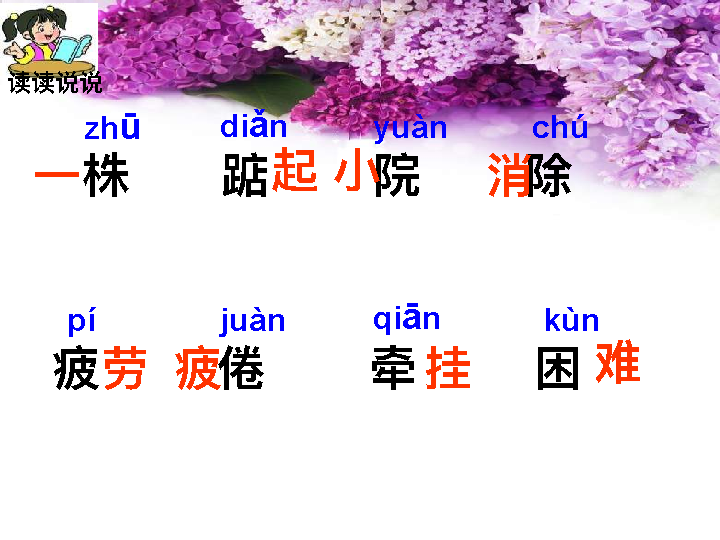 读读说说
zhū diǎn yuàn chú
一株 踮起 小院 消除
pí juàn qiān kùn
疲劳 疲倦 牵挂 困难